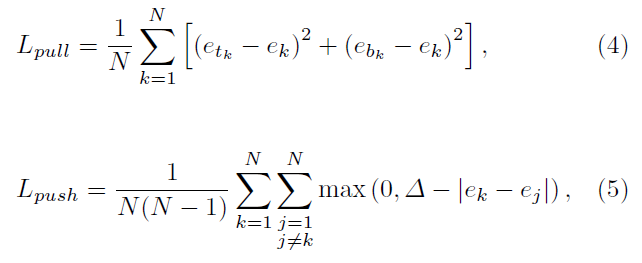 L_{pull} = \frac{1}{N} \sum_{k=1}^{N} \left[ (e_{t_k} - e_k)^2 + (e_{b_k} - e_k)^2 \right], (4)
L_{push} = \frac{1}{N(N-1)} \sum_{k=1}^{N} \sum_{\substack{j=1 \\ j \neq k}}^{N} \max (0, \Delta - |e_k - e_j|), (5)